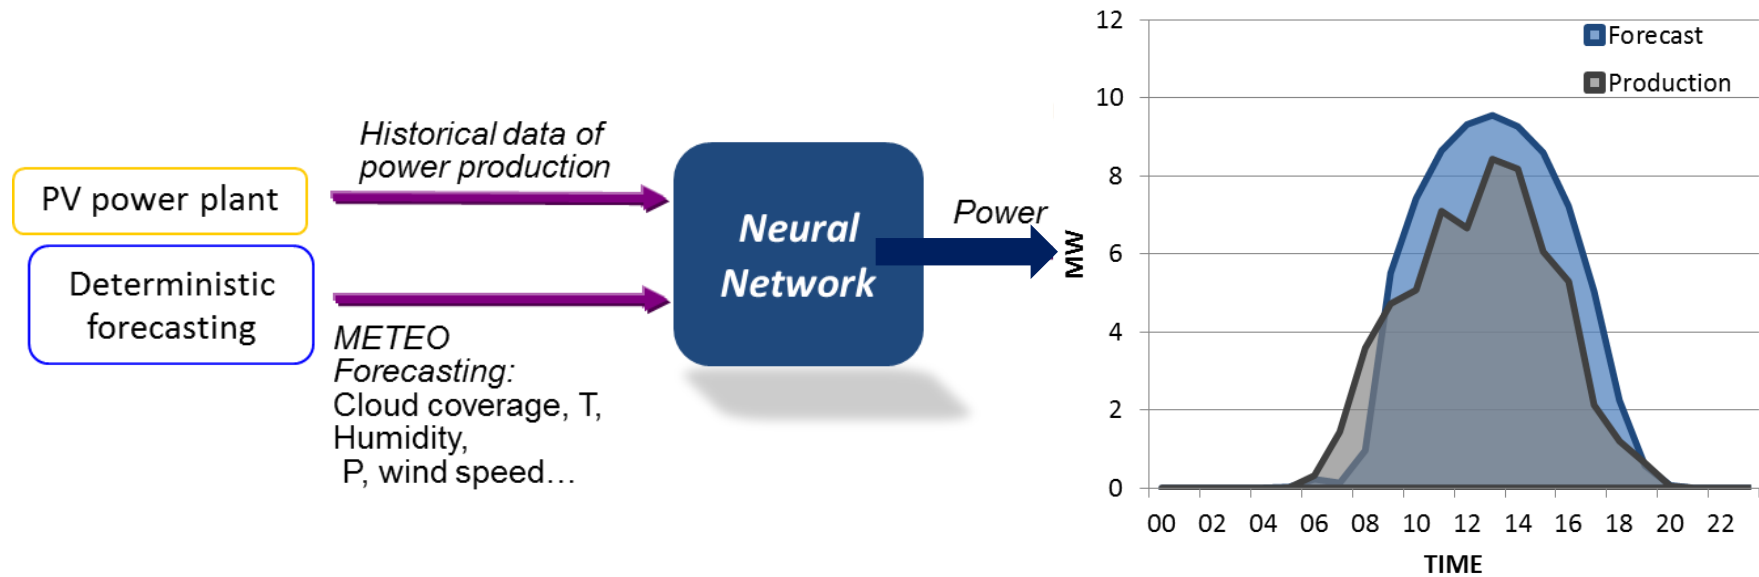 PV power plant
Deterministic
forecasting
Historical data of
power production
METEO
Forecasting:
Cloud coverage, T,
Humidity,
P, wind speed…
Neural
Network
Power
MW
12
10
8
6
4
2
0
Forecast
Production
00 02 04 06 08 10 12 14 16 18 20 22
TIME